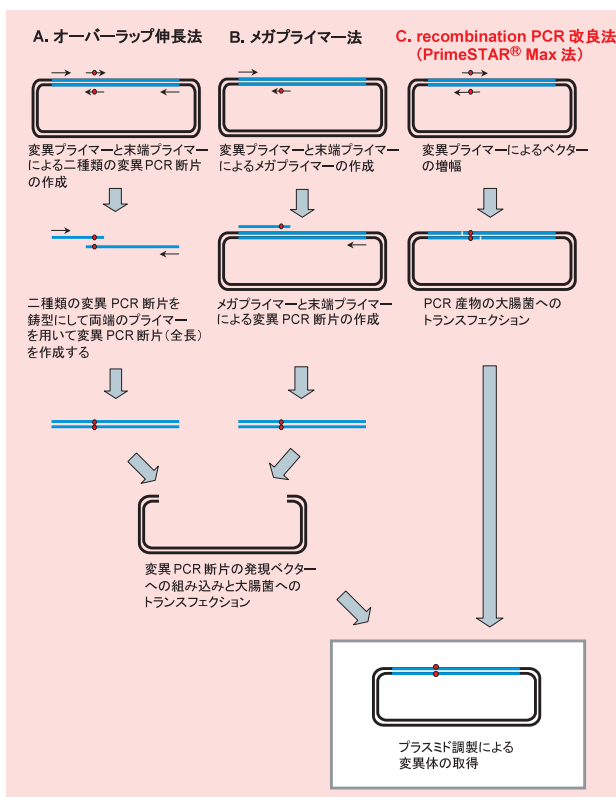 A. オーバーラップ伸長法
B. メガプライマー法
C. recombination PCR 改良法
(PrimeSTAR® Max 法)
変異プライマーと末端プライマー
による二種類の変異PCR断片
の作成
変異プライマーと末端プライマー
によるメガプライマーの作成
変異プライマーによるベクター
の増幅
二種類の変異 PCR 断片を
鋳型にして両端のプライマー
を用いて変異PCR断片(全長)
を作成する
メガプライマーと末端プライマー
による変異 PCR 断片の作成
PCR 産物の大腸菌への
トランスフェクション
変異 PCR 断片の発現ベクター
への組み込みと大腸菌への
トランスフェクション
プラスミド調製による
変異体の取得